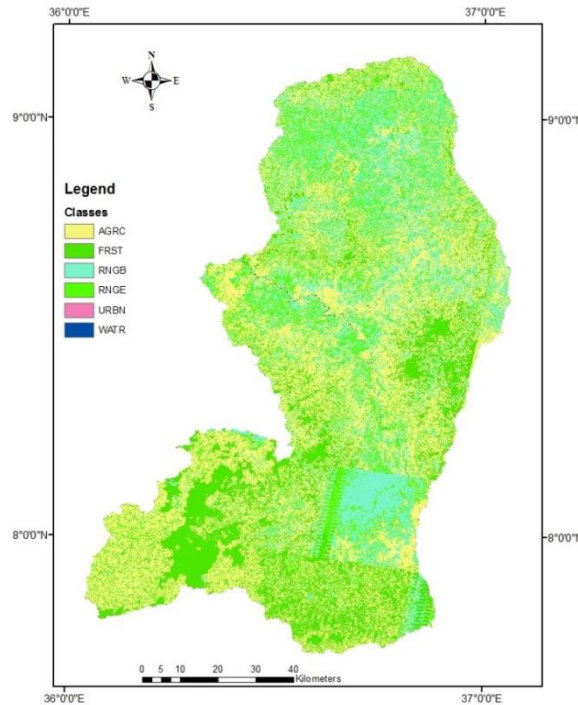 36°0'0"E 37°0'0"E
N
W E
S
9°0'0"N 9°0'0"N
Legend
Classes
AGRC
FRST
RNGB
RNGE
URBN
WATR
8°0'0"N 8°0'0"N
0 5 10 20 30 40
Kilometers
36°0'0"E 37°0'0"E